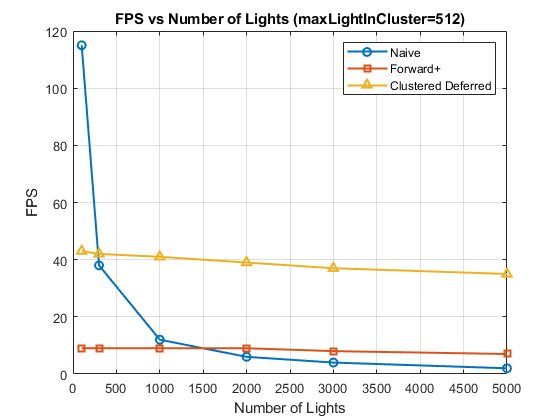 FPS vs Number of Lights (maxLightInCluster=512)
120
100
80
60
40
20
0
FPS
Naive
Forward+
Clustered Deferred
0 500 1000 1500 2000 2500 3000 3500 4000 4500 5000
Number of Lights